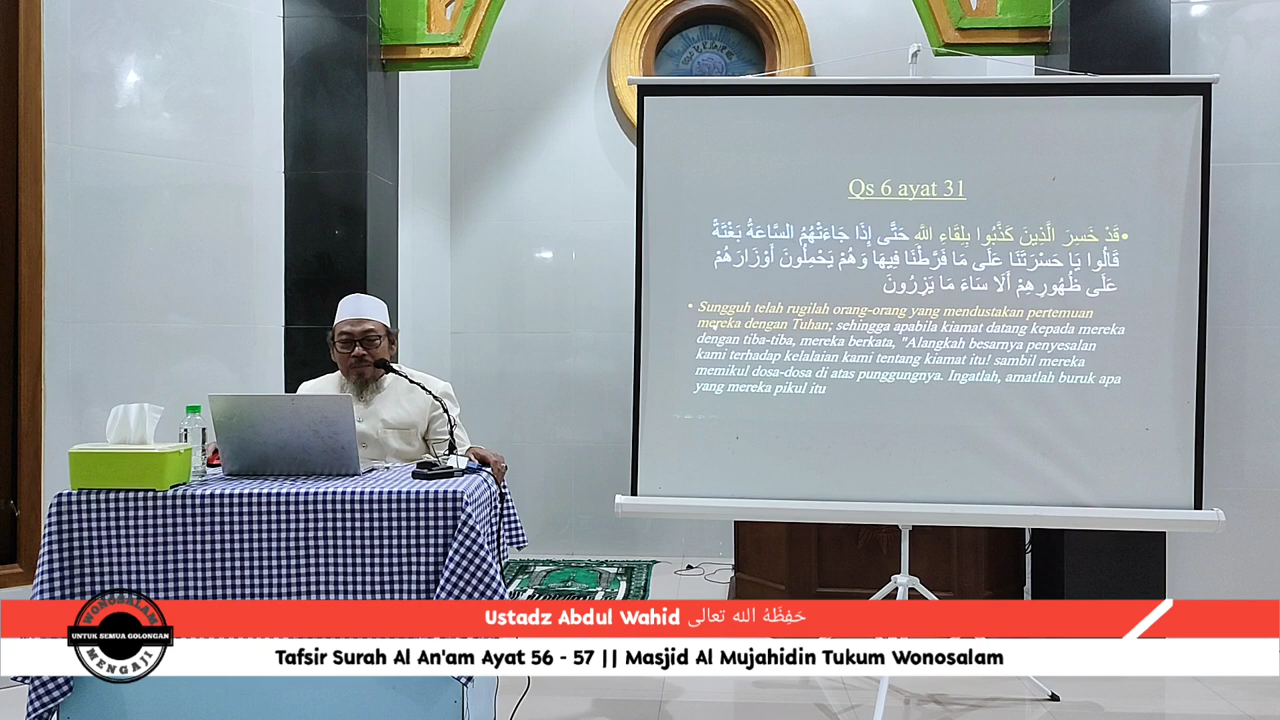 Qs 6 ayat 31
•قَدْ خَسِرَ الَّذِينَ كَذَّبُوا بِلِقَاءِ اللَّهِ حَتَّى إِذَا جَاءَتْهُمُ السَّاعَةُ بَغْتَةً
قَالُوا يَا حَسْرَتَنَا عَلَى مَا فَرَّطْنَا فِيهَا وَهُمْ يَحْمِلُونَ أَوْزَارَهُمْ
عَلَى ظُهُورِهِمْ أَلَا سَاءَ مَا يَزِرُونَ
• Sungguh telah rugilah orang-orang yang mendustakan pertemuan
mereka dengan Tuhan; sehingga apabila kiamat datang kepada mereka
dengan tiba-tiba, mereka berkata, "Alangkah besarnya penyesalan
kami terhadap kelalaian kami tentang kiamat itu! sambil mereka
memikul dosa-dosa di atas punggungnya. Ingatlah, amatlah buruk apa
yang mereka pikul itu
Ustadz Abdul Wahid حَفِظَهُ الله تعالى
WONOSALAM
UNTUK SEMUA GOLONGAN
MENGAJI
Tafsir Surah Al An'am Ayat 56 - 57 || Masjid Al Mujahidin Tukum Wonosalam